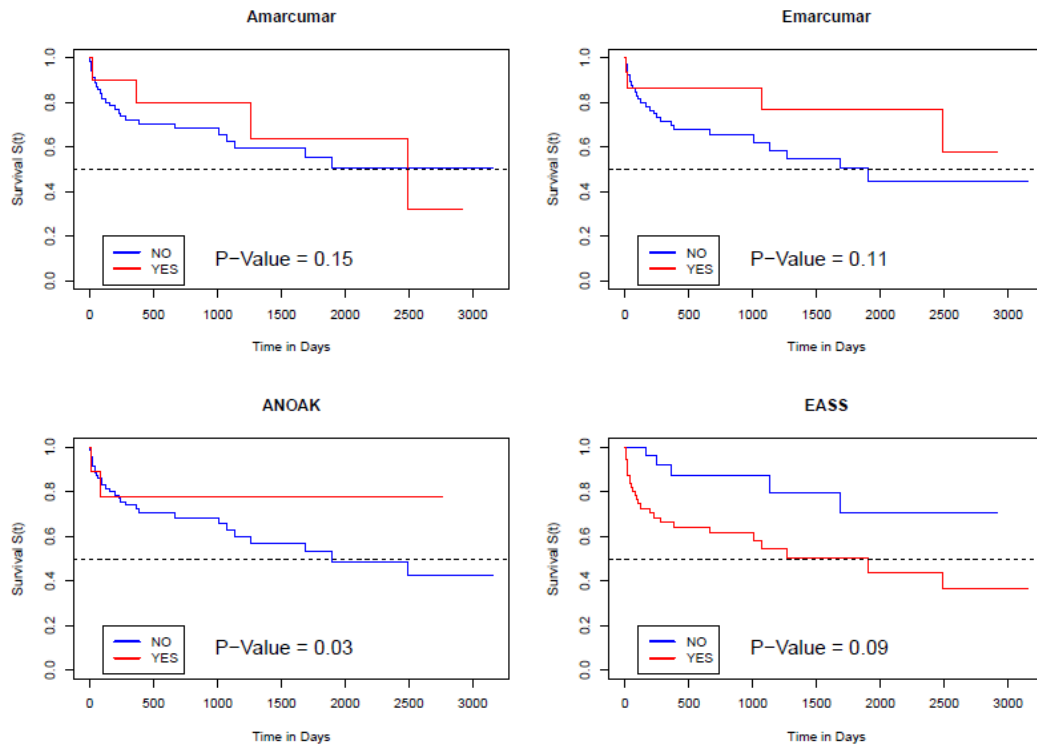 Amarcumar
Survival S(t)
1.0
0.8
0.6
0.4
0.2
0.0
NO
YES
P−Value = 0.15
0 500 1000 1500 2000 2500 3000
Time in Days
Emarcumar
Survival S(t)
1.0
0.8
0.6
0.4
0.2
0.0
NO
YES
P−Value = 0.11
0 500 1000 1500 2000 2500 3000
Time in Days
ANOAK
Survival S(t)
1.0
0.8
0.6
0.4
0.2
0.0
NO
YES
P−Value = 0.03
0 500 1000 1500 2000 2500 3000
Time in Days
EASS
Survival S(t)
1.0
0.8
0.6
0.4
0.2
0.0
NO
YES
P−Value = 0.09
0 500 1000 1500 2000 2500 3000
Time in Days